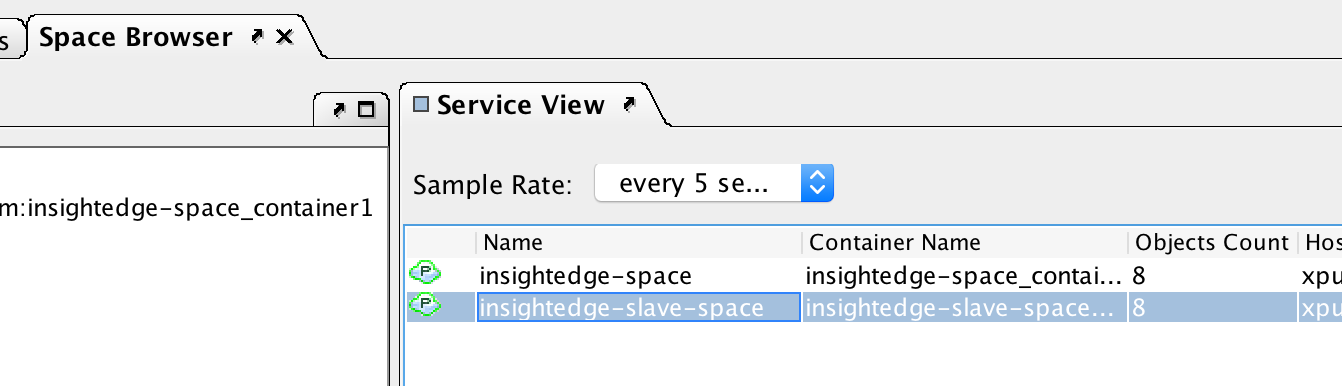 s Space Browser
Service View
Sample Rate: every 5 se...
m:insightedge-space_container1
Name Container Name Objects Count Hos
P insightedge-space insightedge-space_contai... 8 xpu
P insightedge-slave-space insightedge-slave-space... 8 xpu